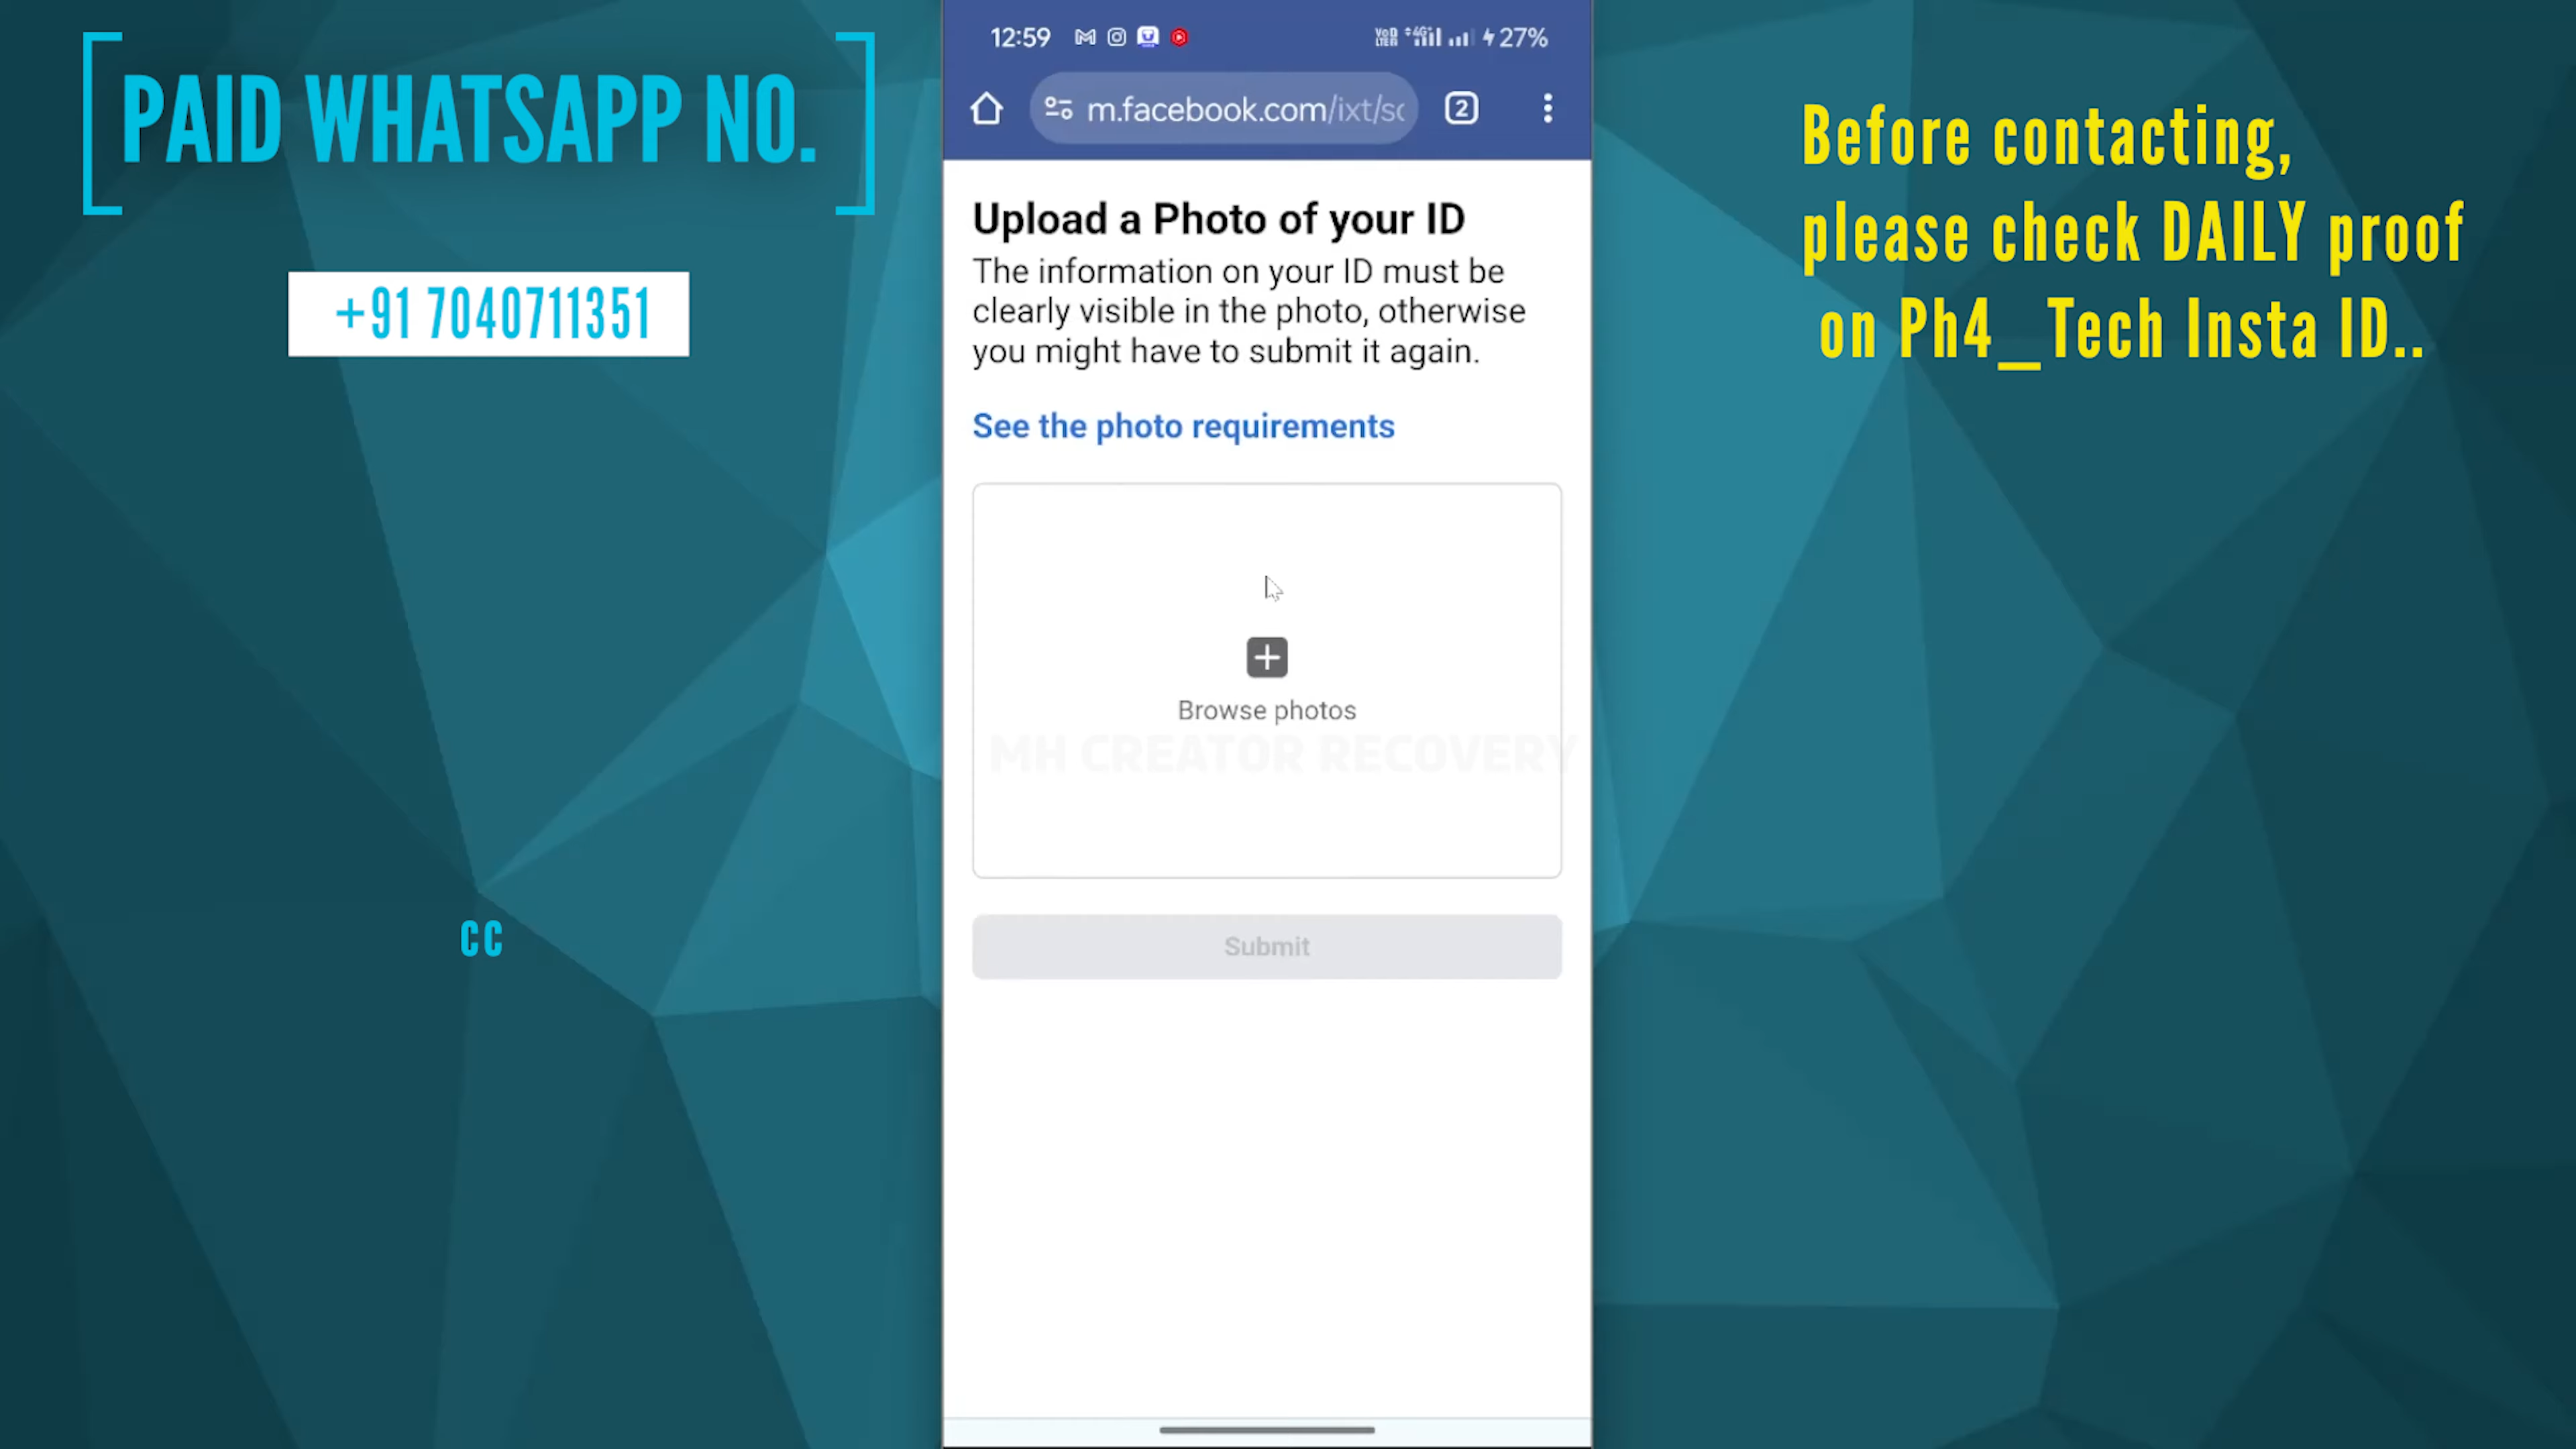 PAID WHATSAPP NO.
+91 7040711351
Before contacting,
please check DAILY proof
on Ph4_Tech Insta ID..
12:59
27%
m.facebook.com/ixt/sc
2
Upload a Photo of your ID
The information on your ID must be
clearly visible in the photo, otherwise
you might have to submit it again.
See the photo requirements
Browse photos
MH CREATOR RECOVERY
Submit
CC